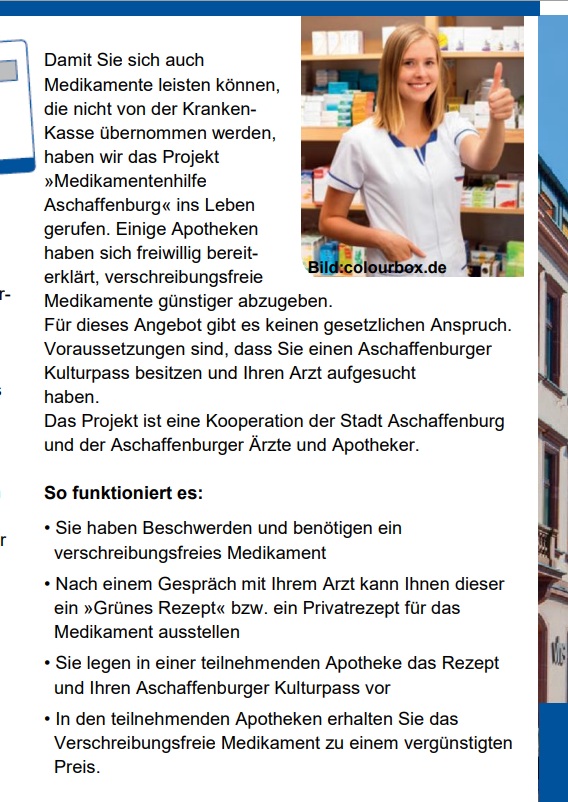 Damit Sie sich auch
Medikamente leisten können,
die nicht von der Kranken-
Kasse übernommen werden,
haben wir das Projekt
»Medikamentenhilfe
Aschaffenburg« ins Leben
gerufen. Einige Apotheken
haben sich freiwillig bereit-
erklärt, verschreibungsfreie
Medikamente günstiger abzugeben.
Bild:colourbox.de
Für dieses Angebot gibt es keinen gesetzlichen Anspruch.
Voraussetzungen sind, dass Sie einen Aschaffenburger
Kulturpass besitzen und Ihren Arzt aufgesucht
haben.
Das Projekt ist eine Kooperation der Stadt Aschaffenburg
und der Aschaffenburger Ärzte und Apotheker.
So funktioniert es:
• Sie haben Beschwerden und benötigen ein
verschreibungsfreies Medikament
• Nach einem Gespräch mit Ihrem Arzt kann Ihnen dieser
ein »Grünes Rezept« bzw. ein Privatrezept für das
Medikament ausstellen
• Sie legen in einer teilnehmenden Apotheke das Rezept
und Ihren Aschaffenburger Kulturpass vor
• In den teilnehmenden Apotheken erhalten Sie das
Verschreibungsfreie Medikament zu einem vergünstigten
Preis.